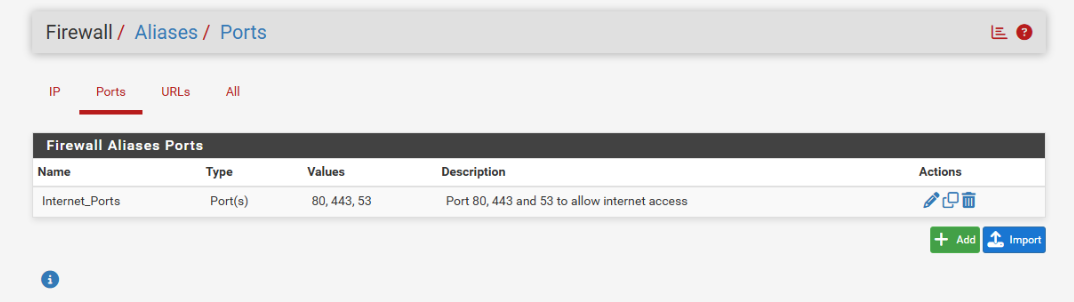 Firewall / Aliases / Ports
IP Ports URLs All
Firewall Aliases Ports
Name Type Values Description Actions
Internet_Ports Port(s) 80, 443, 53 Port 80, 443 and 53 to allow internet access
Add Import